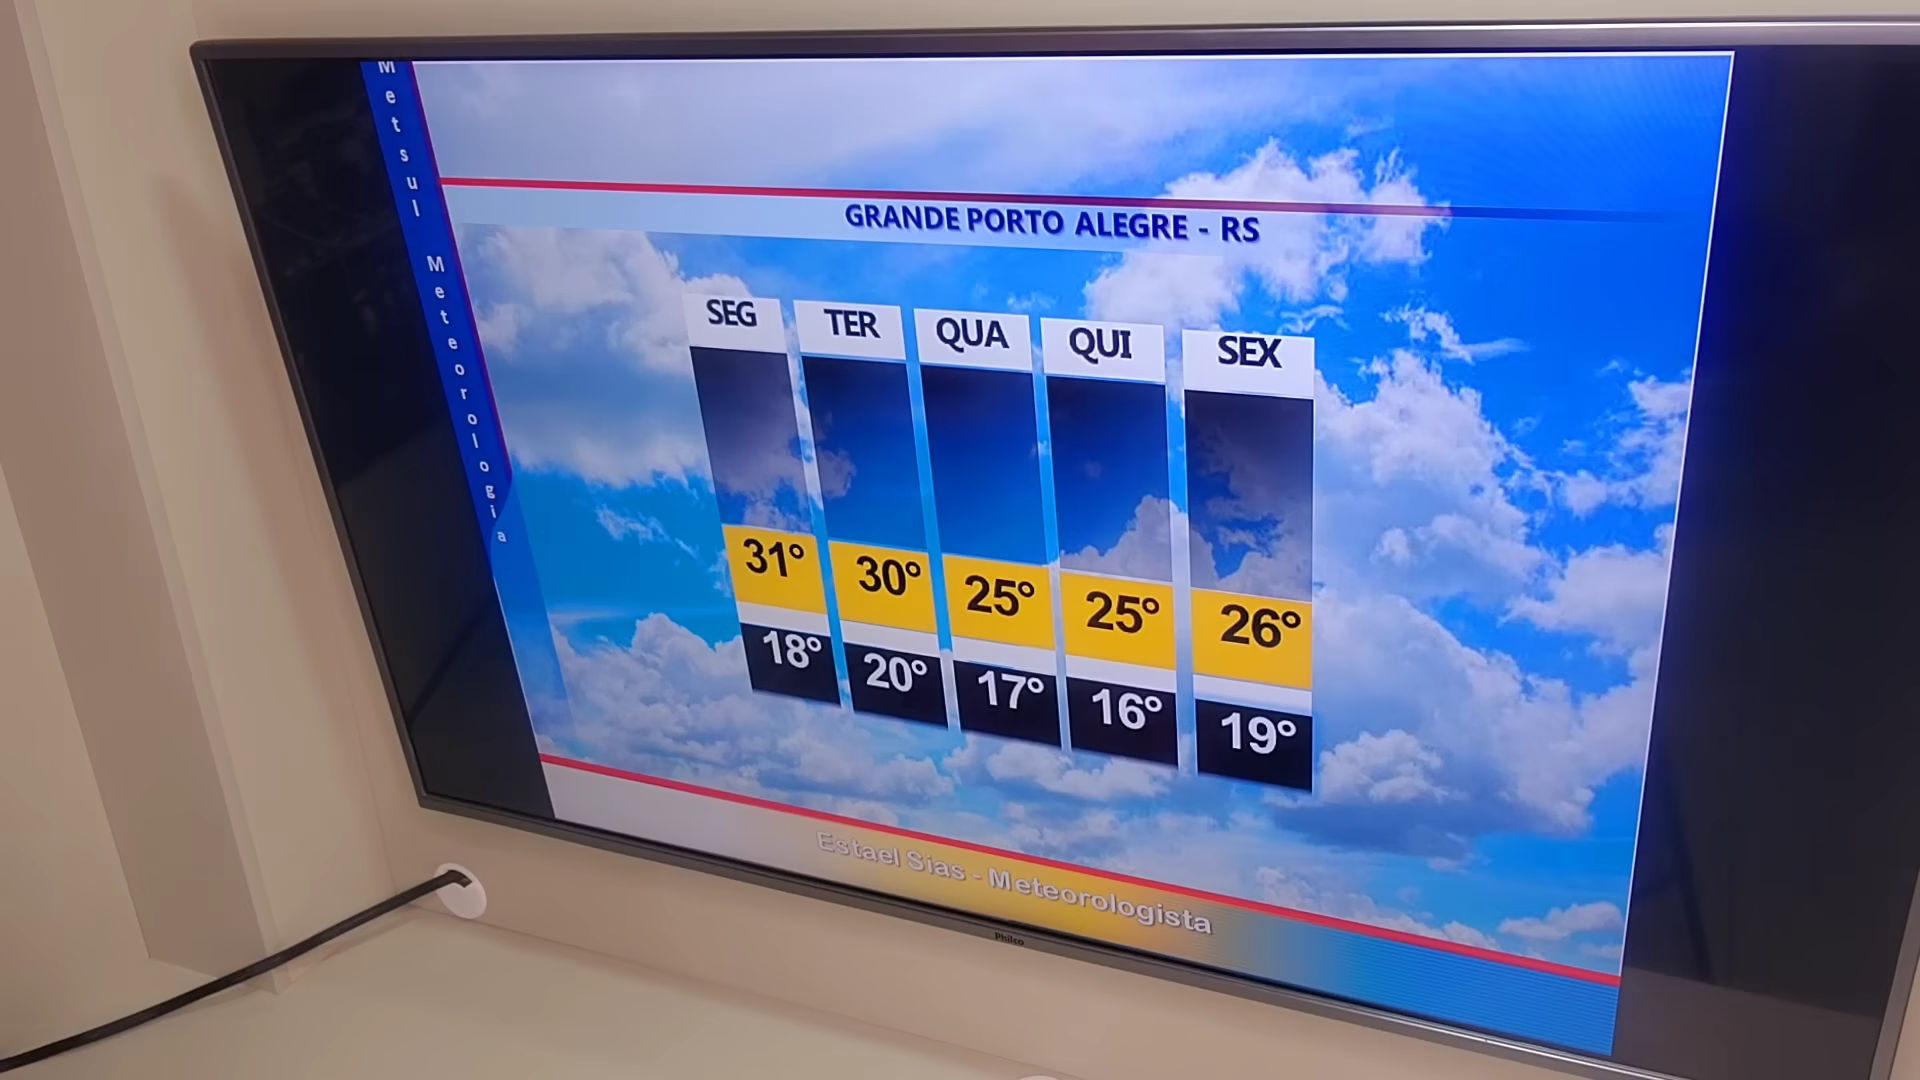 Metsul Meteorologia
GRANDE PORTO ALEGRE - RS
SEG TER QUA QUI SEX
31° 30° 25° 25° 26°
18° 20° 17° 16° 19°
Estael Sias - Meteorologista
Philco